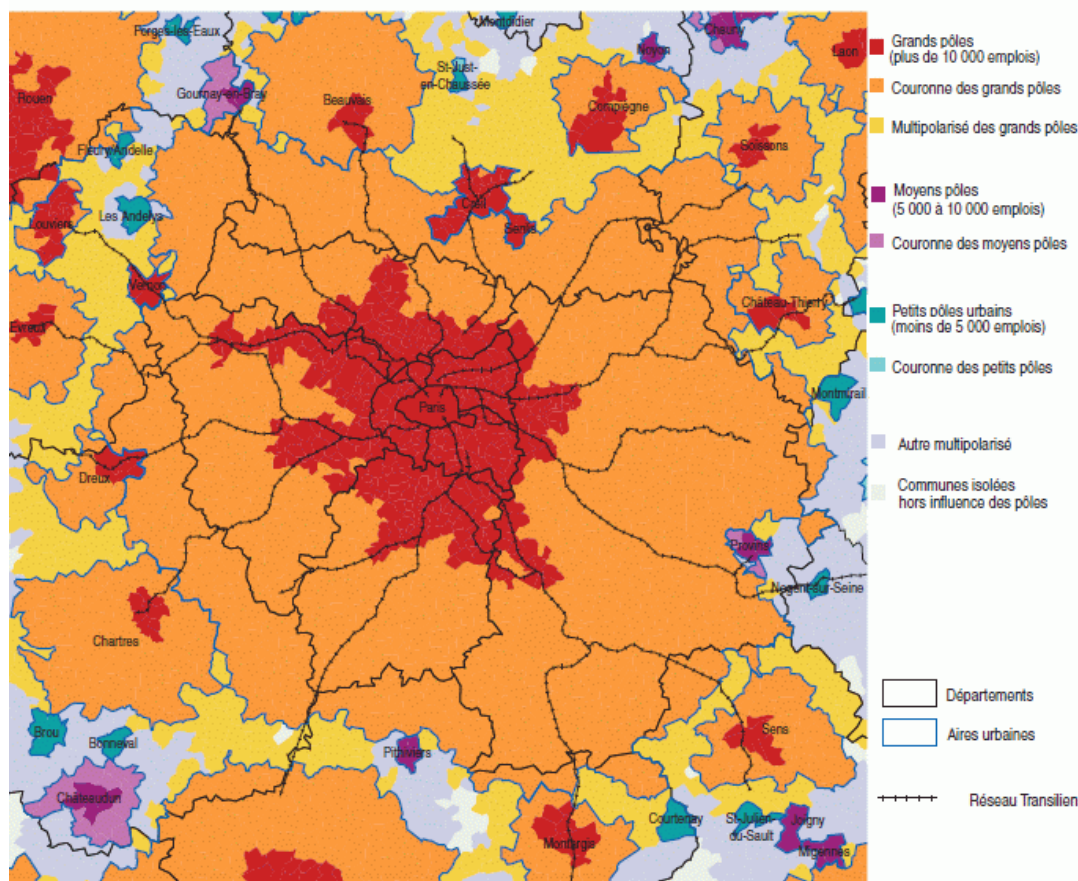 Forges-les-Eaux
Montdidier
Chauny
Noyon
Laon
St-Just-
en-Chaussée
Rouen
Gournay-en-Bray
Beauvais
Compiègne
Soissons
Fleury/Andelle
Les Andelys
Louviers
Creil
Senlis
Vernon
Château-Thierry
Evreux
Montmirail
Paris
Dreux
Provins
Nogent-sur-Seine
Chartres
Brou
Bonneval
Pithiviers
Sens
Châteaudun
Courtenay
St-Julien-
du-Sault
Joigny
Montargis
Migennes
Grands pôles
(plus de 10 000 emplois)
Couronne des grands pôles
Multipolarisé des grands pôles
Moyens pôles
(5 000 à 10 000 emplois)
Couronne des moyens pôles
Petits pôles urbains
(moins de 5 000 emplois)
Couronne des petits pôles
Autre multipolarisé
Communes isolées
hors influence des pôles
Départements
Aires urbaines
Réseau Transilien